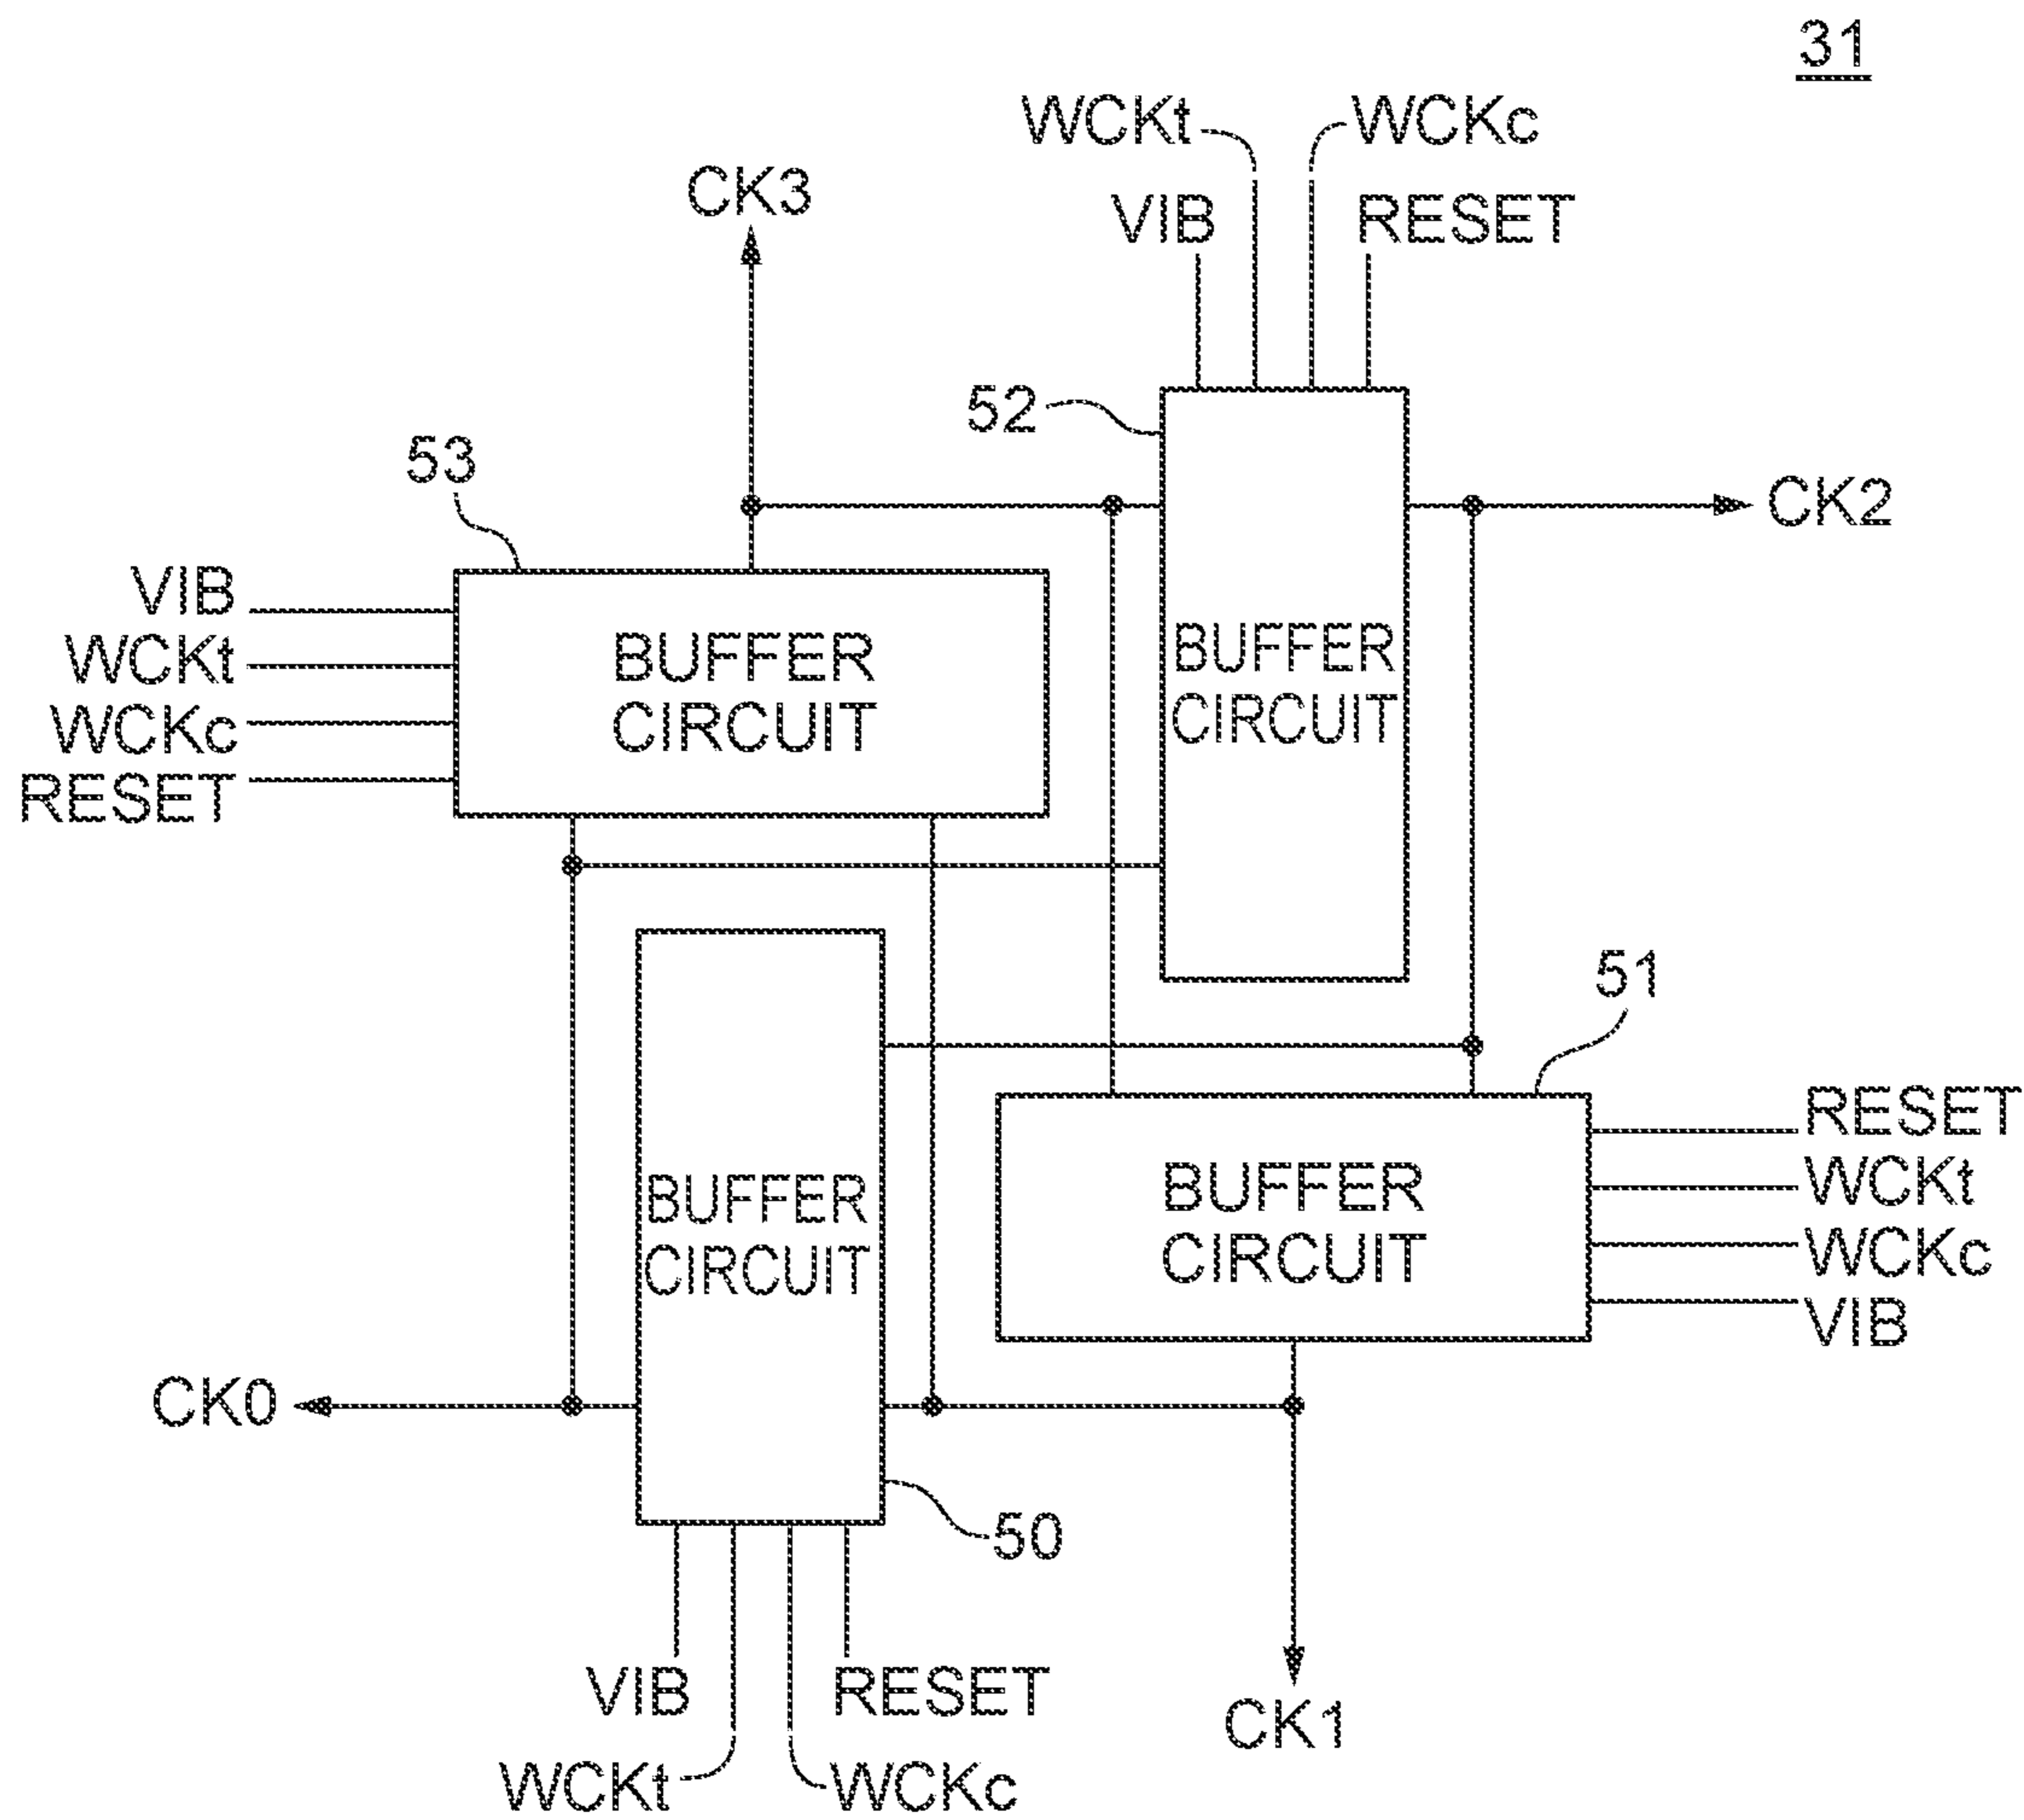 31
WCKt
WCKc
CK3
VIB
RESET
52
53
CK2
VIB
WCKt
WCKc
RESET
BUFFER
CIRCUIT
BUFFER
CIRCUIT
51
RESET
WCKt
WCKc
VIB
BUFFER
CIRCUIT
BUFFER
CIRCUIT
CK0
50
VIB
RESET
WCKt
WCKc
CK1